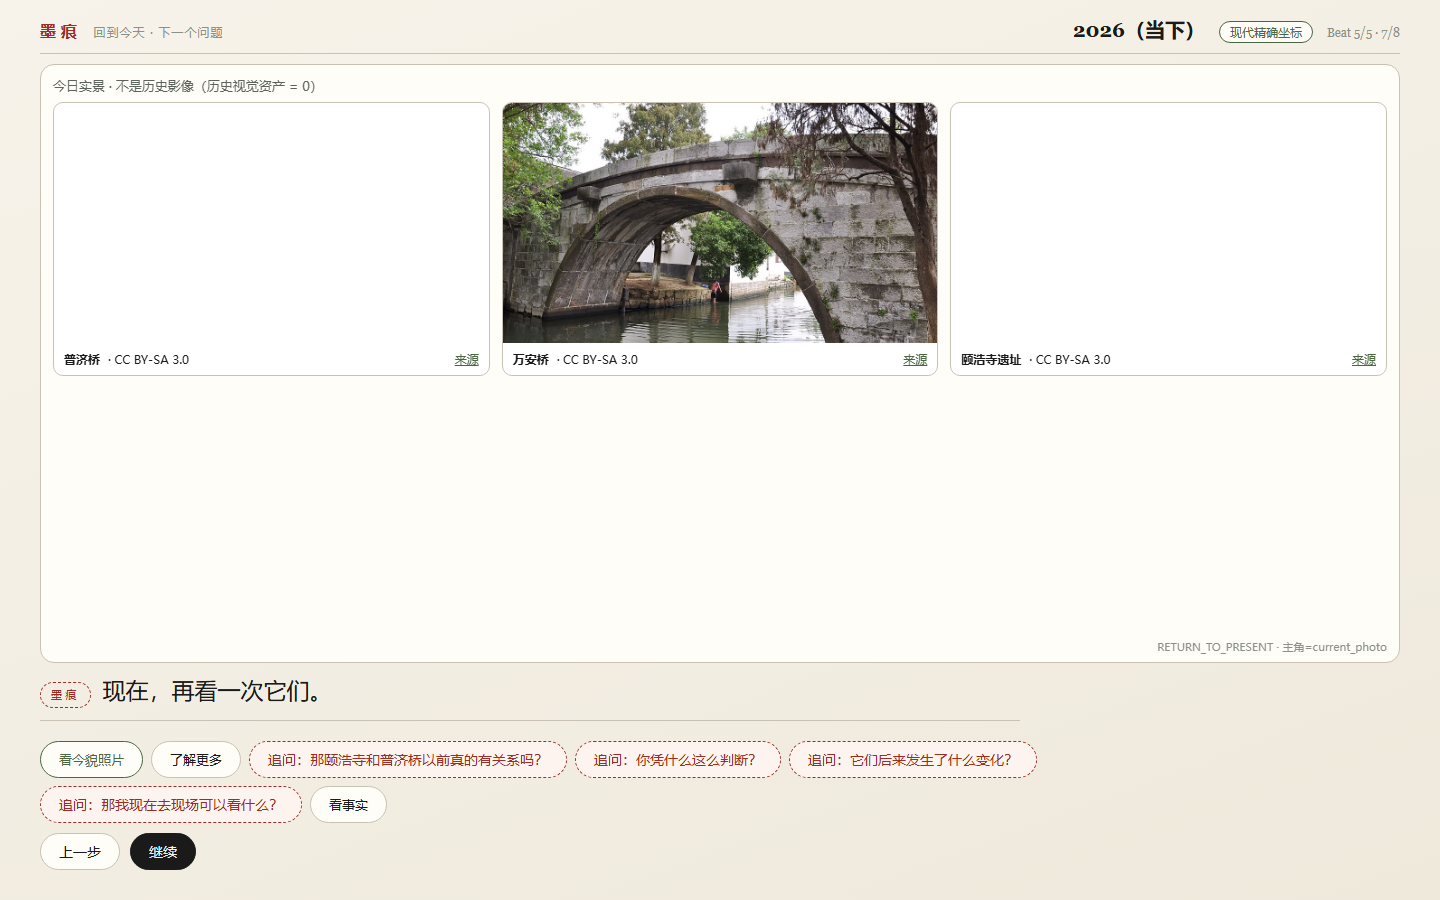 墨痕 回到今天 · 下一个问题 2026（当下） 现代精确坐标 Beat 5/5 · 7/8
今日实景 · 不是历史影像（历史视觉资产 = 0）
普济桥 · CC BY-SA 3.0 来源
万安桥 · CC BY-SA 3.0 来源
颐浩寺遗址 · CC BY-SA 3.0 来源
RETURN_TO_PRESENT · 主角=current_photo
墨痕 现在，再看一次它们。
看今貌照片 了解更多 追问：那颐浩寺和普济桥以前真的有关系吗？ 追问：你凭什么这么判断？ 追问：它们后来发生了什么变化？
追问：那我现在去现场可以看什么？ 看事实
上一步 继续